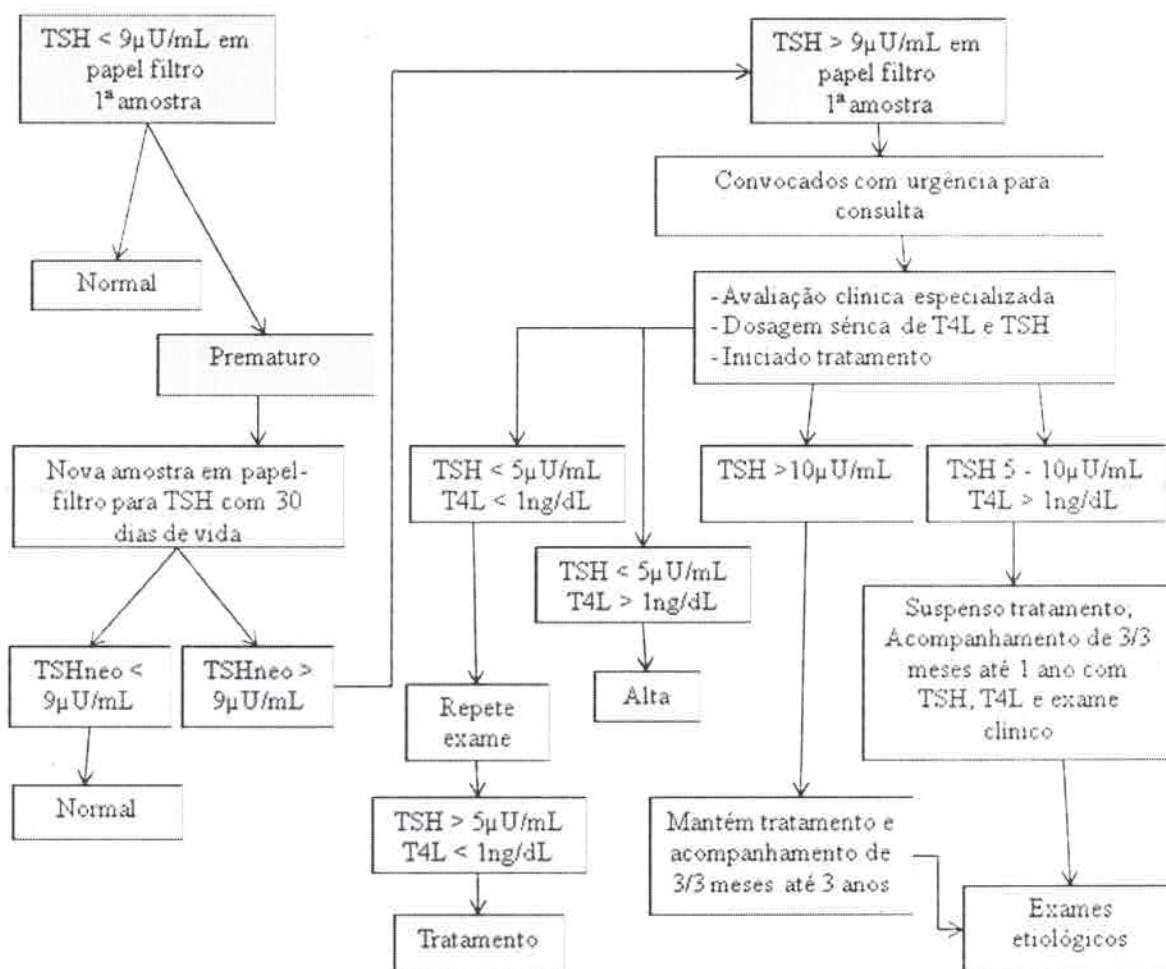 TSH < 9µU/mL em
papel filtro
1ª amostra
Normal
Prematuro
Nova amostra em papel-
filtro para TSH com 30
dias de vida
TSHneo <
9µU/mL
TSHneo >
9µU/mL
Normal
TSH > 9µU/mL em
papel filtro
1ª amostra
Convocados com urgência para
consulta
- Avaliação clínica especializada
- Dosagem sérica de T4L e TSH
- Iniciado tratamento
TSH < 5µU/mL
T4L < 1ng/dL
TSH < 5µU/mL
T4L > 1ng/dL
TSH >10µU/mL
TSH 5 - 10µU/mL
T4L > 1ng/dL
Repete
exame
Alta
Suspenso tratamento,
Acompanhamento de 3/3
meses até 1 ano com
TSH, T4L e exame
clínico
TSH > 5µU/mL
T4L < 1ng/dL
Tratamento
Mantém tratamento e
acompanhamento de
3/3 meses até 3 anos
Exames
etiológicos